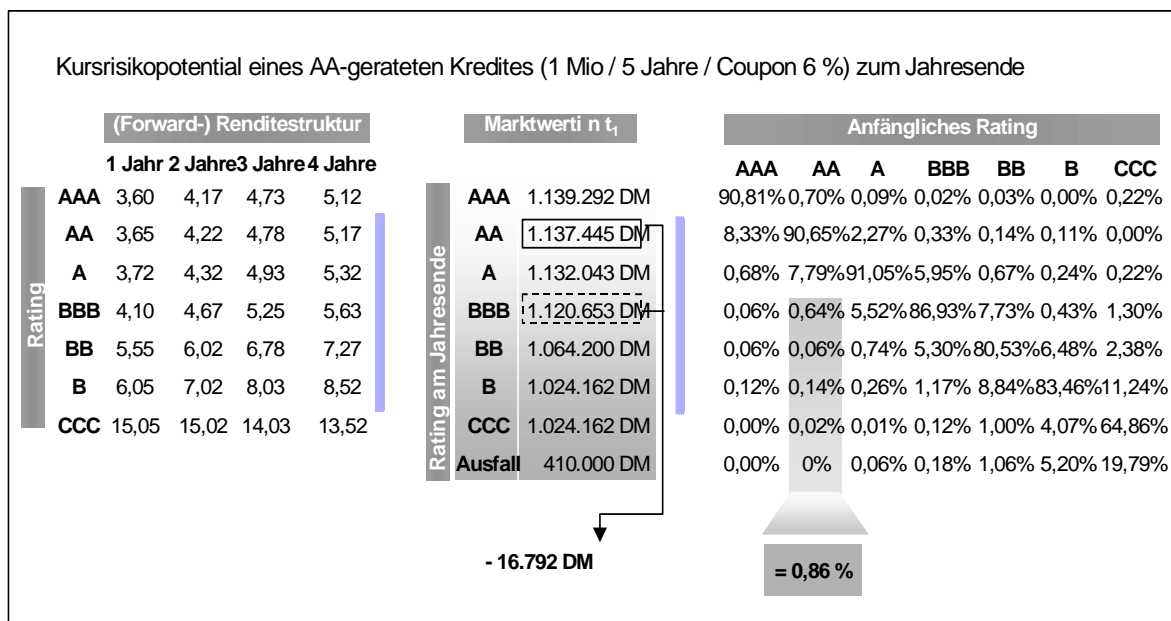 Kursrisikopotential eines AA-gerateten Kredites (1 Mio / 5 Jahre / Coupon 6 %) zum Jahresende
(Forward-) Renditestruktur
1 Jahr 2 Jahre 3 Jahre 4 Jahre
Rating
AAA 3,60 4,17 4,73 5,12
AA 3,65 4,22 4,78 5,17
A 3,72 4,32 4,93 5,32
BBB 4,10 4,67 5,25 5,63
BB 5,55 6,02 6,78 7,27
B 6,05 7,02 8,03 8,52
CCC 15,05 15,02 14,03 13,52
Marktwerti n t1
Rating am Jahresende
AAA 1.139.292 DM
AA 1.137.445 DM
A 1.132.043 DM
BBB 1.120.653 DM
BB 1.064.200 DM
B 1.024.162 DM
CCC 1.024.162 DM
Ausfall 410.000 DM
- 16.792 DM
Anfängliches Rating
AAA AA A BBB BB B CCC
90,81% 0,70% 0,09% 0,02% 0,03% 0,00% 0,22%
8,33% 90,65% 2,27% 0,33% 0,14% 0,11% 0,00%
0,68% 7,79% 91,05% 5,95% 0,67% 0,24% 0,22%
0,06% 0,64% 5,52% 86,93% 7,73% 0,43% 1,30%
0,06% 0,06% 0,74% 5,30% 80,53% 6,48% 2,38%
0,12% 0,14% 0,26% 1,17% 8,84% 83,46% 11,24%
0,00% 0,02% 0,01% 0,12% 1,00% 4,07% 64,86%
0,00% 0% 0,06% 0,18% 1,06% 5,20% 19,79%
= 0,86 %